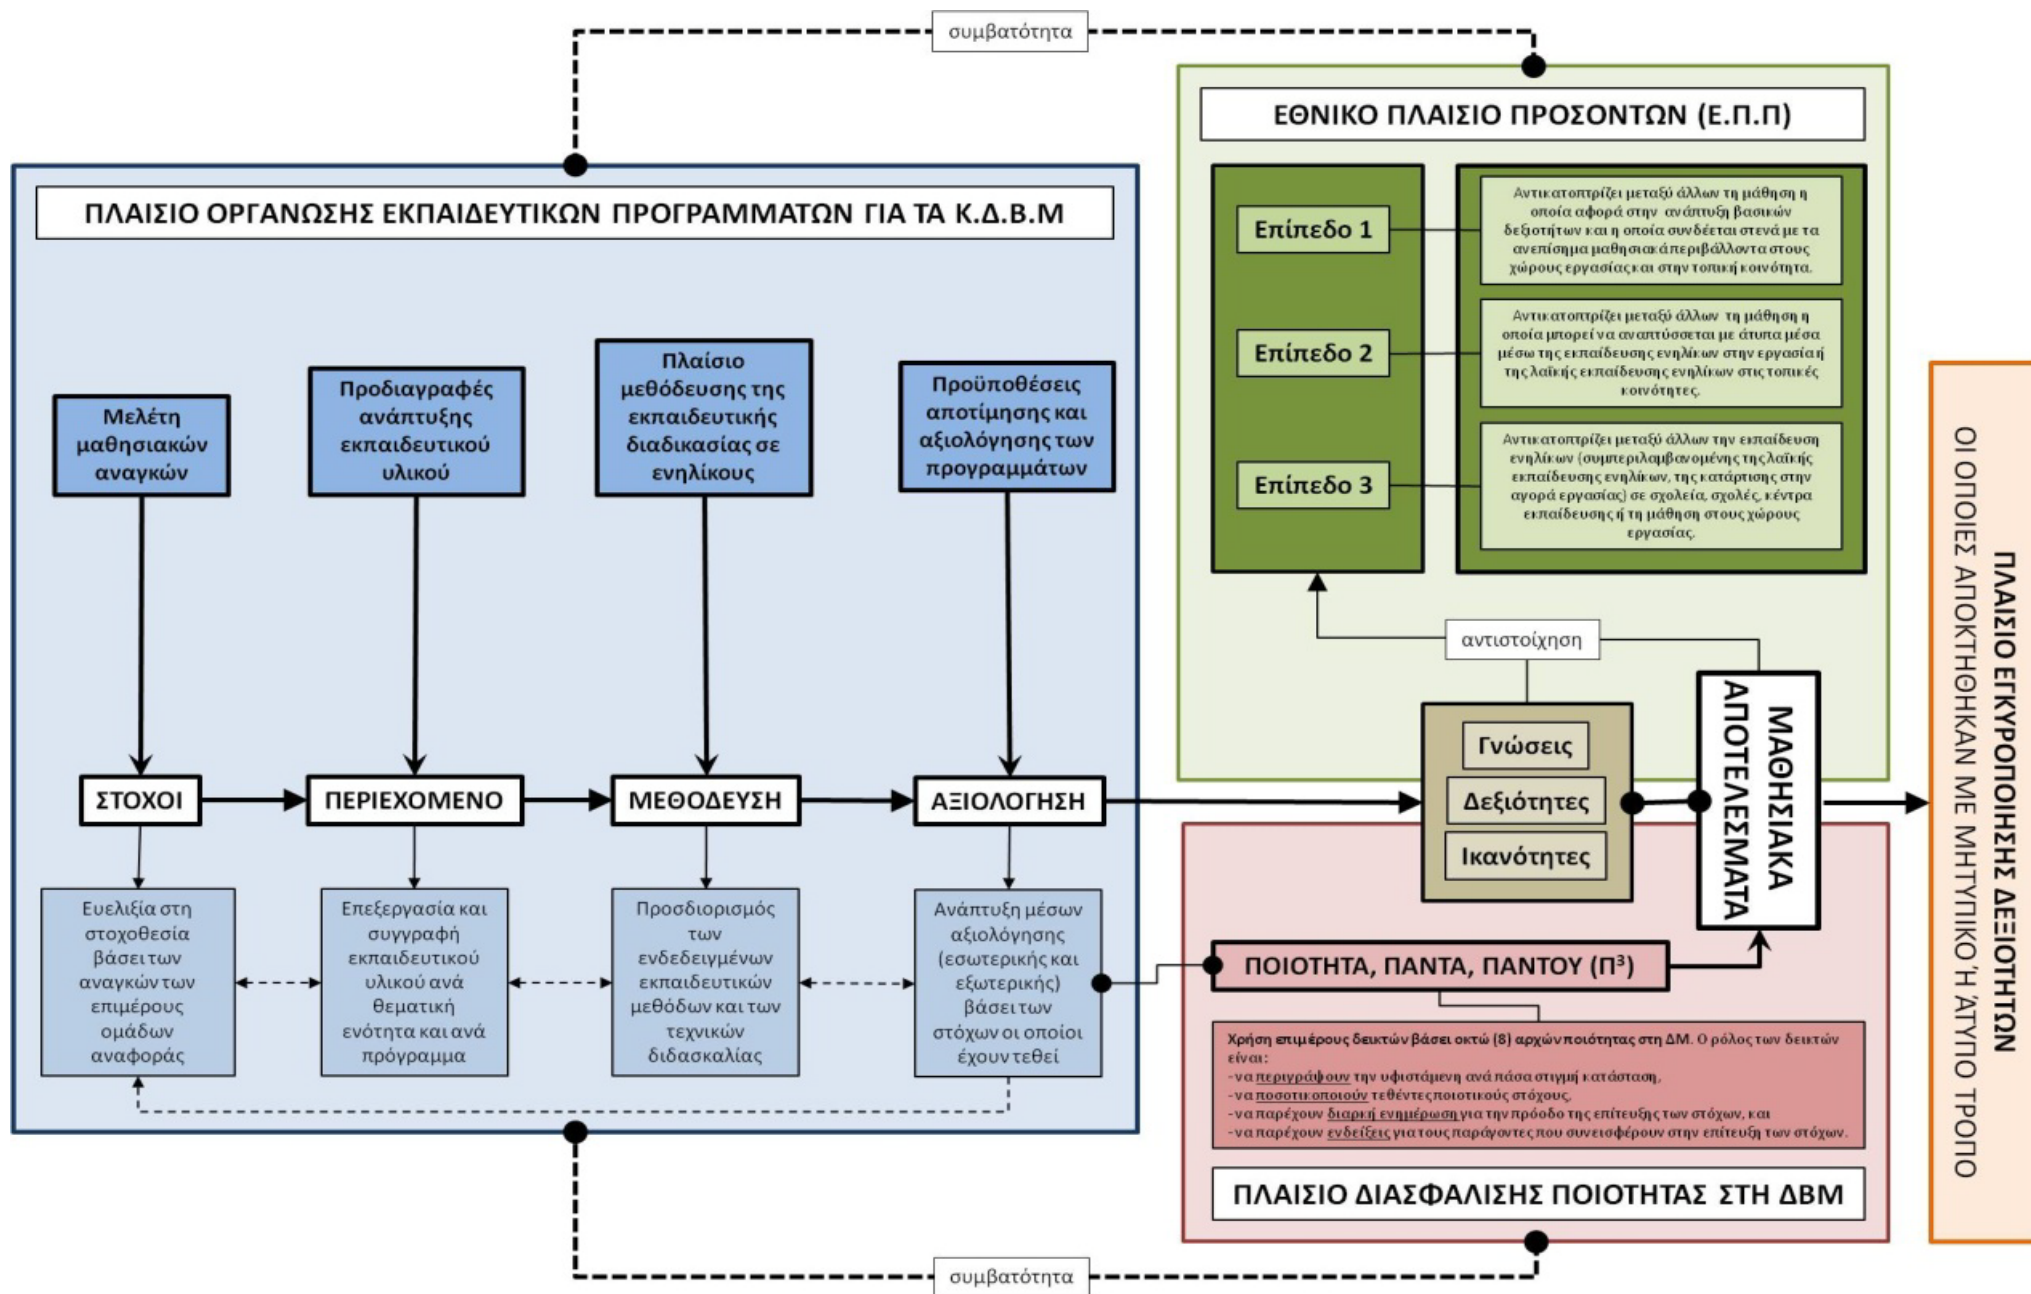 συμβατότητα
ΕΘΝΙΚΟ ΠΛΑΙΣΙΟ ΠΡΟΣΟΝΤΩΝ (Ε.Π.Π)
ΠΛΑΙΣΙΟ ΟΡΓΑΝΩΣΗΣ ΕΚΠΑΙΔΕΥΤΙΚΩΝ ΠΡΟΓΡΑΜΜΑΤΩΝ ΓΙΑ ΤΑ Κ.Δ.Β.Μ
Μελέτη
μαθησιακών
αναγκών
Προδιαγραφές
ανάπτυξης
εκπαιδευτικού
υλικού
Πλαίσιο
μεθόδευσης της
εκπαιδευτικής
διαδικασίας σε
ενηλίκους
Προϋποθέσεις
αποτίμησης και
αξιολόγησης των
προγραμμάτων
ΣΤΟΧΟΙ
ΠΕΡΙΕΧΟΜΕΝΟ
ΜΕΘΟΔΕΥΣΗ
ΑΞΙΟΛΟΓΗΣΗ
Ευελιξία στη
στοχοθεσία
βάσει των
αναγκών των
επιμέρους
ομάδων
αναφοράς
Επεξεργασία και
συγγραφή
εκπαιδευτικού
υλικού ανά
θεματική
ενότητα και ανά
πρόγραμμα
Προσδιορισμός
των
ενδεδειγμένων
εκπαιδευτικών
μεθόδων και των
τεχνικών
διδασκαλίας
Ανάπτυξη μέσων
αξιολόγησης
(εσωτερικής και
εξωτερικής)
βάσει των
στόχων οι οποίοι
έχουν τεθεί
Επίπεδο 1
Αντικατοπτρίζει μεταξύ άλλων τη μάθηση η
οποία αφορά στην ανάπτυξη βασικών
δεξιοτήτων και η οποία συνδέεται στενά με τα
ανεπίσημα μαθησιακά περιβάλλοντα στους
χώρους εργασίας και στην τοπική κοινότητα.
Επίπεδο 2
Αντικατοπτρίζει μεταξύ άλλων τη μάθηση η
οποία μπορεί να αναπτύσσεται με άτυπα μέσα
μέσω της εκπαίδευσης ενηλίκων στην εργασία ή
της λαϊκής εκπαίδευσης ενηλίκων στις τοπικές
κοινότητες.
Επίπεδο 3
Αντικατοπτρίζει μεταξύ άλλων την εκπαίδευση
ενηλίκων (συμπεριλαμβανομένης της λαϊκής
εκπαίδευσης ενηλίκων, της κατάρτισης στην
αγορά εργασίας) σε σχολεία, σχολές, κέντρα
εκπαίδευσης ή τη μάθηση στους χώρους
εργασίας.
αντιστοίχηση
Γνώσεις
Δεξιότητες
Ικανότητες
ΜΑΘΗΣΙΑΚΑ
ΑΠΟΤΕΛΕΣΜΑΤΑ
ΠΟΙΟΤΗΤΑ, ΠΑΝΤΑ, ΠΑΝΤΟΥ (Π³)
Χρήση επιμέρους δεικτών βάσει οκτώ (8) αρχών ποιότητας στη ΔΜ. Ο ρόλος των δεικτών
είναι:
- να περιγράψουν την υφιστάμενη ανά πάσα στιγμή κατάσταση,
- να ποσοτικοποιούν τεθέντες ποιοτικούς στόχους,
- να παρέχουν διαρκή ενημέρωση για την πρόοδο της επίτευξης των στόχων, και
- να παρέχουν ενδείξεις για τους παράγοντες που συνεισφέρουν στην επίτευξη των στόχων.
ΠΛΑΙΣΙΟ ΔΙΑΣΦΑΛΙΣΗΣ ΠΟΙΟΤΗΤΑΣ ΣΤΗ ΔΒΜ
ΠΛΑΙΣΙΟ ΕΓΚΥΡΟΠΟΙΗΣΗΣ ΔΕΞΙΟΤΗΤΩΝ
ΟΙ ΟΠΟΙΕΣ ΑΠΟΚΤΗΘΗΚΑΝ ΜΕ ΜΗ ΤΥΠΙΚΟ Ή ΆΤΥΠΟ ΤΡΟΠΟ
συμβατότητα